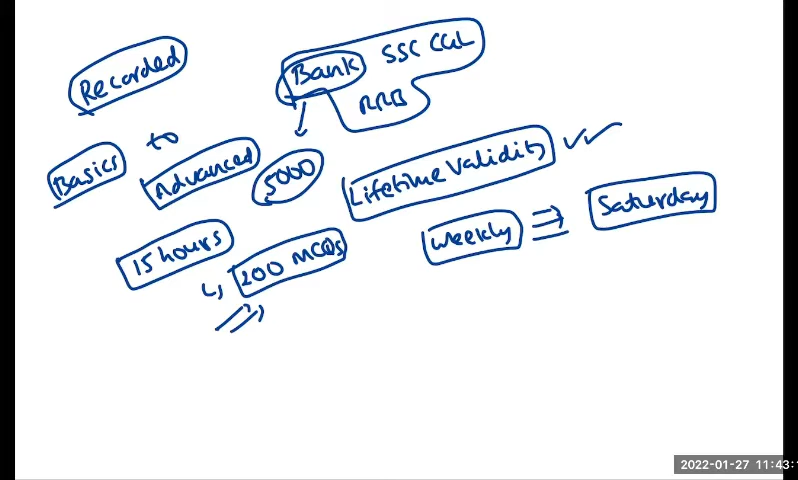 Recorded
Bank SSC CGL
RRB
Basics to Advanced
5000
Lifetime Validity
15 hours
200 MCQs
Weekly
Saturday
2022-01-27 11:43:1